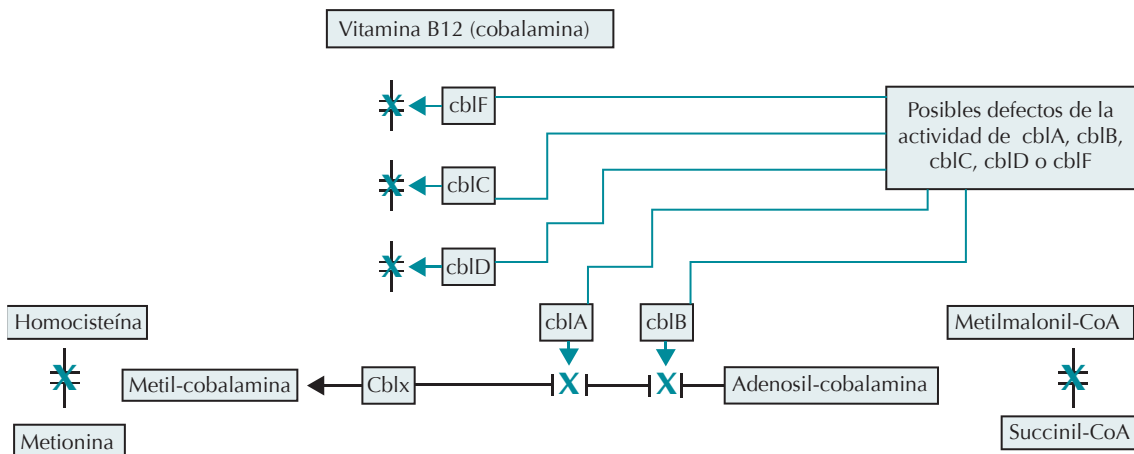 Vitamina B12 (cobalamina)
cblF
Posibles defectos de la
actividad de cblA, cblB,
cblC, cblD o cblF
cblC
cblD
Homocisteína
cblA
cblB
Metilmalonil-CoA
Metil-cobalamina
Cblx
Adenosil-cobalamina
Metionina
Succinil-CoA